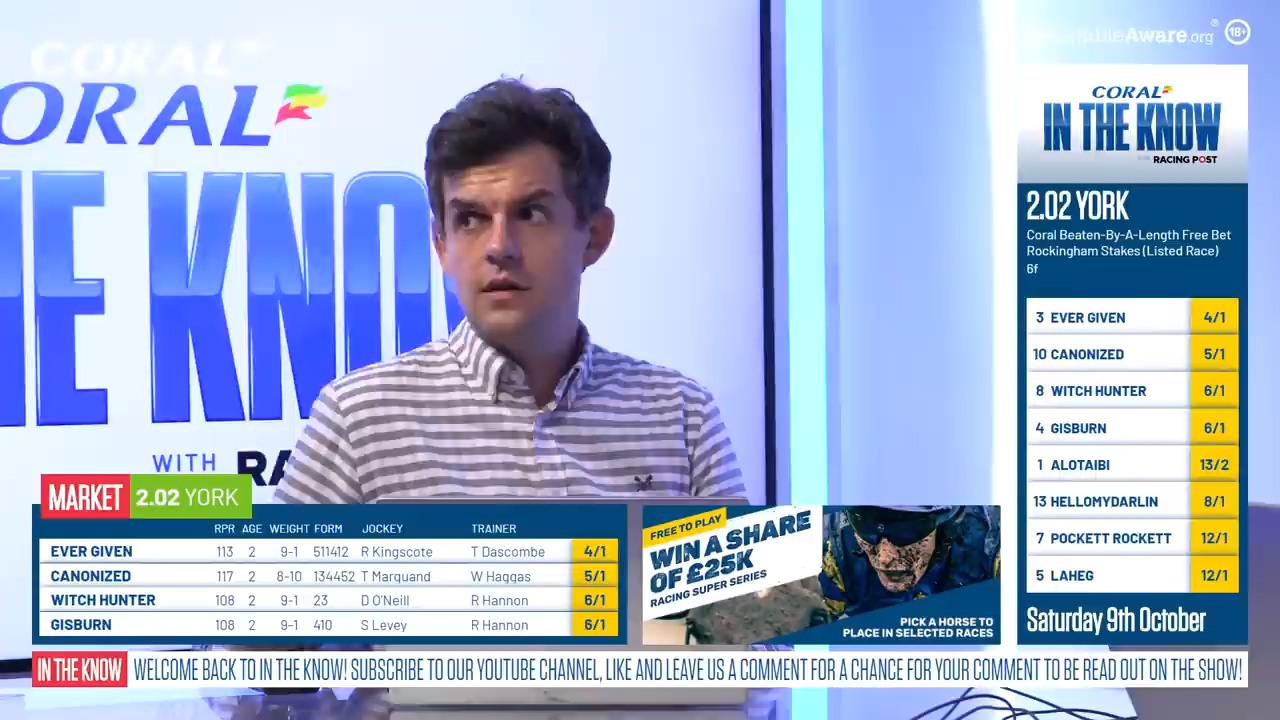 CORAL
ORAL
E KNO
WITH RA
Aware.org
18+
CORAL
IN THE KNOW
RACING POST
2.02 YORK
Coral Beaten-By-A-Length Free Bet
Rockingham Stakes (Listed Race)
6f
3 EVER GIVEN 4/1
10 CANONIZED 5/1
8 WITCH HUNTER 6/1
4 GISBURN 6/1
1 ALOTAIBI 13/2
13 HELLOMYDARLIN 8/1
7 POCKETT ROCKETT 12/1
5 LAHEG 12/1
Saturday 9th October
MARKET 2.02 YORK
RPR AGE WEIGHT FORM JOCKEY TRAINER
EVER GIVEN 113 2 9-1 511412 R Kingscote T Dascombe 4/1
CANONIZED 117 2 8-10 134452 T Marquand W Haggas 5/1
WITCH HUNTER 108 2 9-1 23 D O'Neill R Hannon 6/1
GISBURN 108 2 9-1 410 S Levey R Hannon 6/1
FREE TO PLAY
WIN A SHARE
OF £25K
RACING SUPER SERIES
PICK A HORSE TO
PLACE IN SELECTED RACES
IN THE KNOW WELCOME BACK TO IN THE KNOW! SUBSCRIBE TO OUR YOUTUBE CHANNEL, LIKE AND LEAVE US A COMMENT FOR A CHANCE FOR YOUR COMMENT TO BE READ OUT ON THE SHOW!